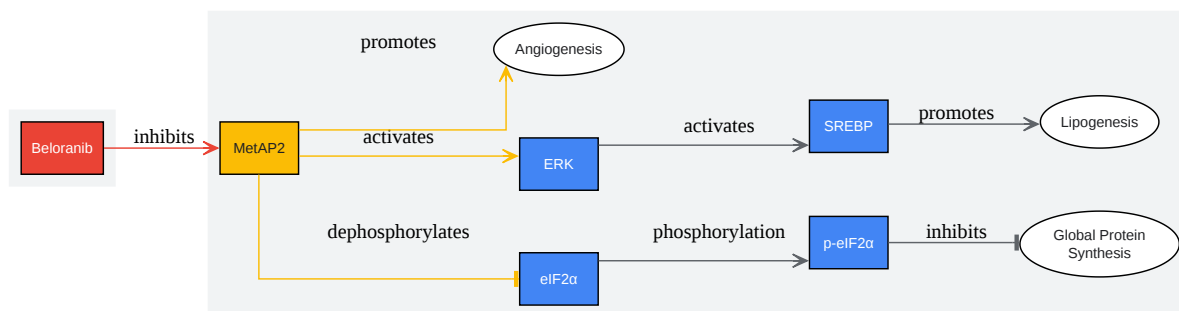 promotes
Angiogenesis
Beloranib
inhibits
MetAP2
activates
ERK
activates
SREBP
promotes
Lipogenesis
dephosphorylates
eIF2α
phosphorylation
p-eIF2α
inhibits
Global Protein
Synthesis